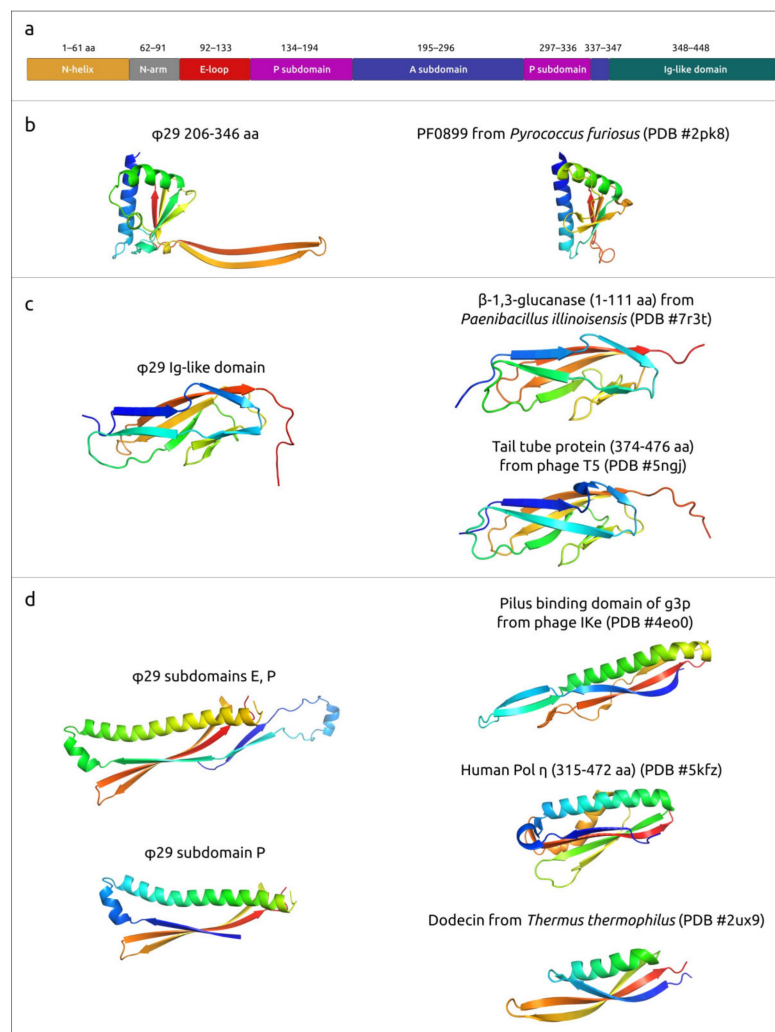 a
1–61 aa 62–91 92–133 134–194 195–296 297–336 337–347 348–448
N-helix N-arm E-loop P subdomain A subdomain P subdomain Ig-like domain
b
φ29 206-346 aa
PF0899 from Pyrococcus furiosus (PDB #2pk8)
c
φ29 Ig-like domain
β-1,3-glucanase (1-111 aa) from
Paenibacillus illinoisensis (PDB #7r3t)
Tail tube protein (374-476 aa)
from phage T5 (PDB #5ngj)
d
φ29 subdomains E, P
φ29 subdomain P
Pilus binding domain of g3p
from phage IKe (PDB #4eo0)
Human Pol η (315-472 aa) (PDB #5kfz)
Dodecin from Thermus thermophilus (PDB #2ux9)